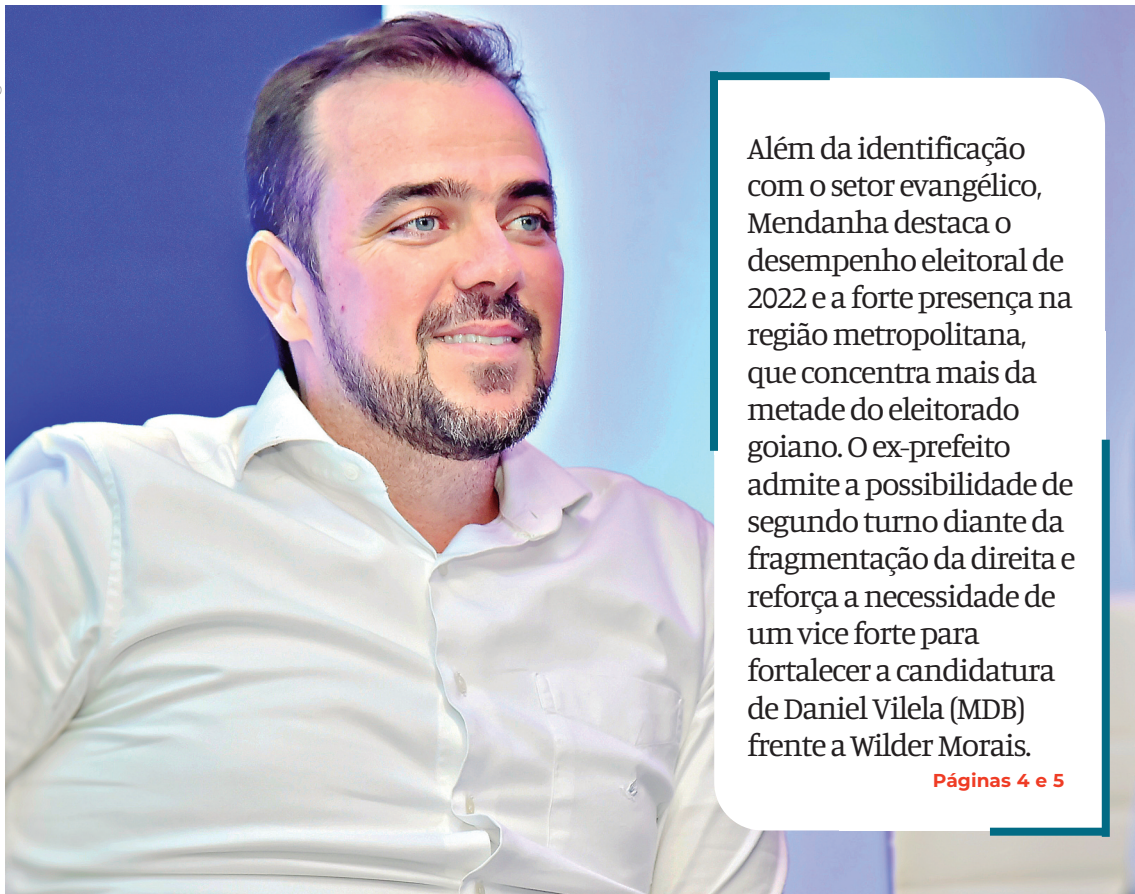 Além da identificação
com o setor evangélico,
Mendanha destaca o
desempenho eleitoral de
2022 e a forte presença na
região metropolitana,
que concentra mais da
metade do eleitorado
goiano. O ex-prefeito
admite a possibilidade de
segundo turno diante da
fragmentação da direita e
reforça a necessidade de
um vice forte para
fortalecer a candidatura
de Daniel Vilela (MDB)
frente a Wilder Morais.
Páginas 4 e 5